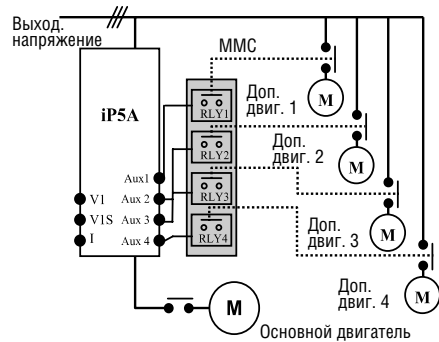 Выход.
напряжение
MMC
iP5A
RLY1
M
Доп.
двиг. 1
RLY2
Доп.
двиг. 2
M
Aux1
V1
Aux 2
RLY3
V1S
Aux 3
M
I
Aux 4
RLY4
Доп.
двиг. 3
M
Доп.
двиг. 4
M
Основной двигатель